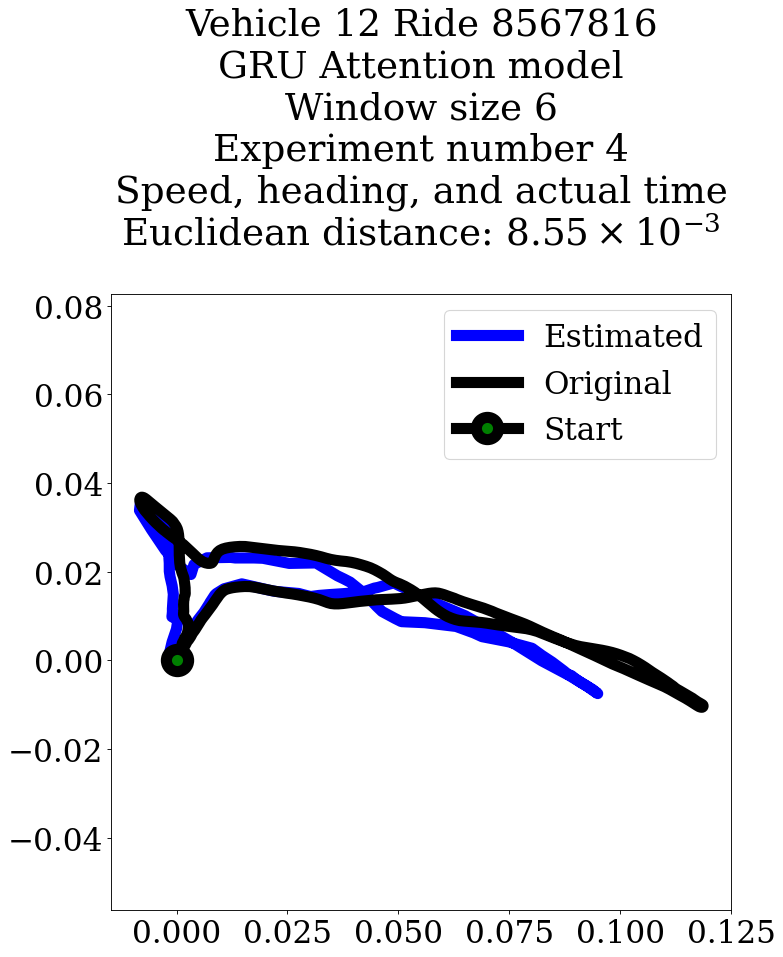 Vehicle 12 Ride 8567816
GRU Attention model
Window size 6
Experiment number 4
Speed, heading, and actual time
Euclidean distance: 8.55 × 10⁻³
0.08
0.06
0.04
0.02
0.00
−0.02
−0.04
Estimated
Original
Start
0.000 0.025 0.050 0.075 0.100 0.125